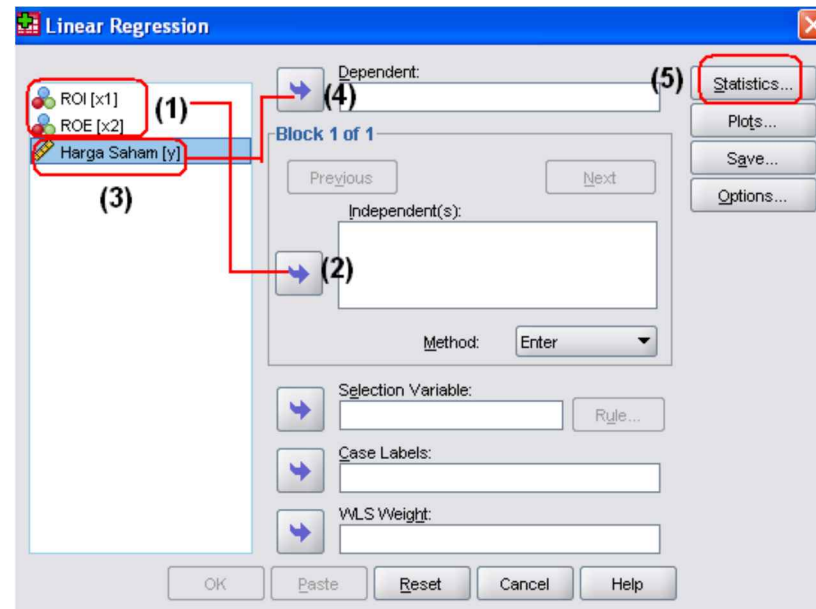 Linear Regression
ROI [x1]
ROE [x2]
Harga Saham [y]
(1)
(3)
Dependent:
(4)
(5)
Statistics...
Plots...
Save...
Options...
Block 1 of 1
Previous
Next
Independent(s):
(2)
Method:
Enter
Selection Variable:
Rule...
Case Labels:
WLS Weight:
OK
Paste
Reset
Cancel
Help